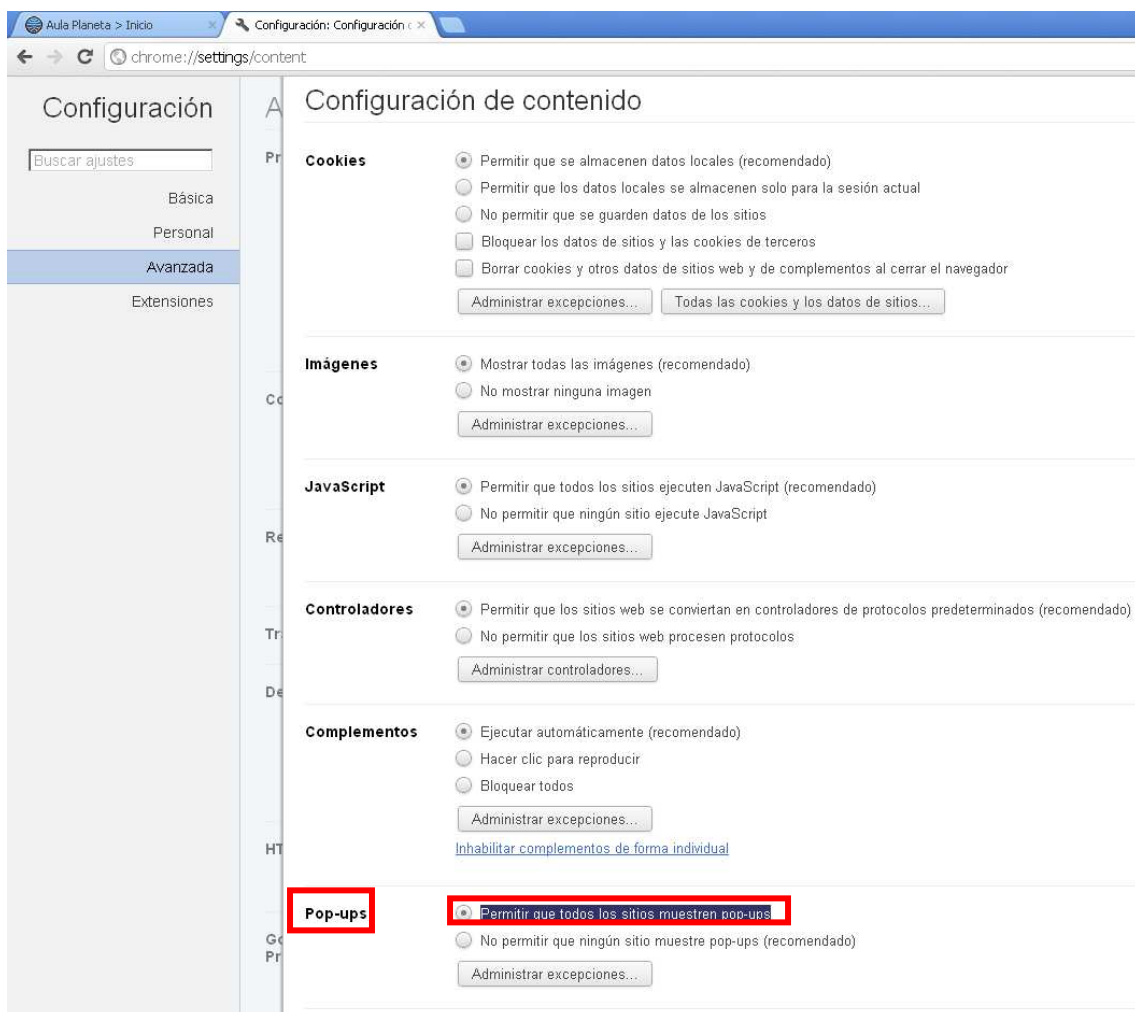 Aula Planeta > Inicio
Configuración: Configuración
chrome://settings/content
Configuración
Buscar ajustes
Básica
Personal
Avanzada
Extensiones
A
Pr
Co
Re
Tr
De
HT
Go
Pr
Configuración de contenido
Cookies
Permitir que se almacenen datos locales (recomendado)
Permitir que los datos locales se almacenen solo para la sesión actual
No permitir que se guarden datos de los sitios
Bloquear los datos de sitios y las cookies de terceros
Borrar cookies y otros datos de sitios web y de complementos al cerrar el navegador
Administrar excepciones... Todas las cookies y los datos de sitios...
Imágenes
Mostrar todas las imágenes (recomendado)
No mostrar ninguna imagen
Administrar excepciones...
JavaScript
Permitir que todos los sitios ejecuten JavaScript (recomendado)
No permitir que ningún sitio ejecute JavaScript
Administrar excepciones...
Controladores
Permitir que los sitios web se conviertan en controladores de protocolos predeterminados (recomendado)
No permitir que los sitios web procesen protocolos
Administrar controladores...
Complementos
Ejecutar automáticamente (recomendado)
Hacer clic para reproducir
Bloquear todos
Administrar excepciones...
Inhabilitar complementos de forma individual
Pop-ups
Permitir que todos los sitios muestren pop-ups
No permitir que ningún sitio muestre pop-ups (recomendado)
Administrar excepciones...